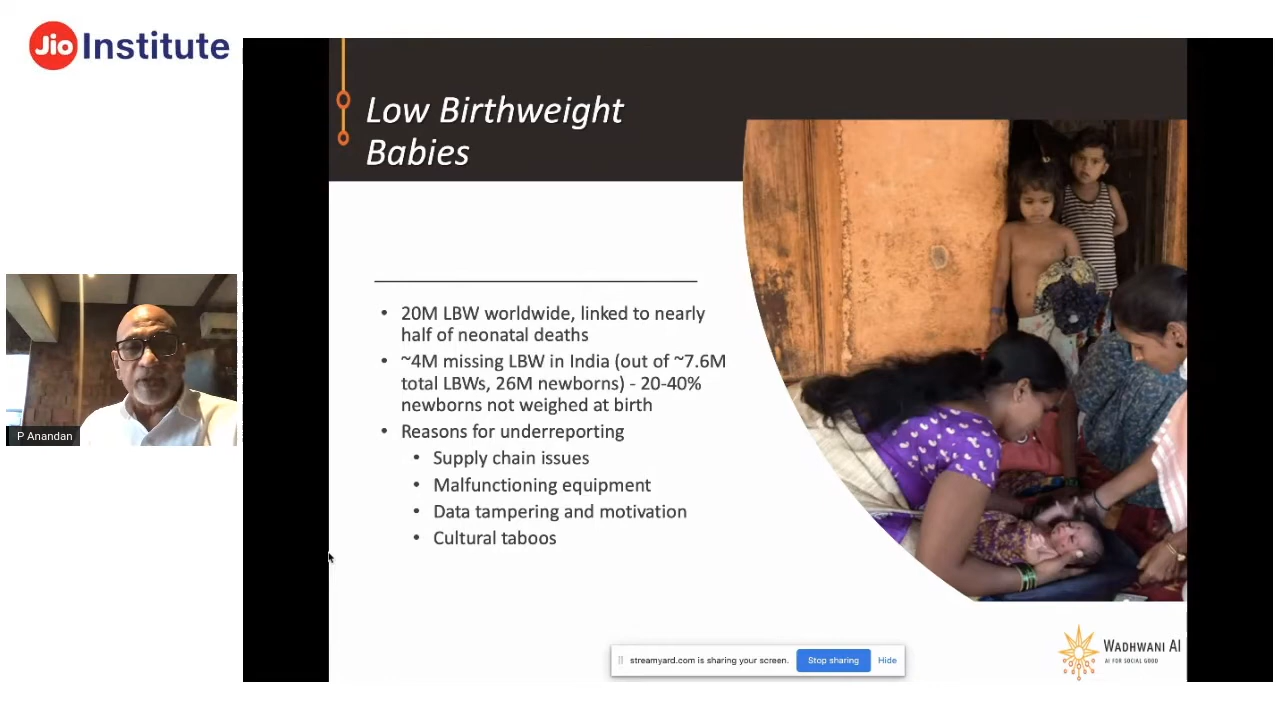 Jio Institute
Low Birthweight
Babies
• 20M LBW worldwide, linked to nearly
half of neonatal deaths
• ~4M missing LBW in India (out of ~7.6M
total LBWs, 26M newborns) - 20-40%
newborns not weighed at birth
• Reasons for underreporting
• Supply chain issues
• Malfunctioning equipment
• Data tampering and motivation
• Cultural taboos
P Anandan
streamyard.com is sharing your screen. Stop sharing Hide
WADHWANI AI
AI FOR SOCIAL GOOD